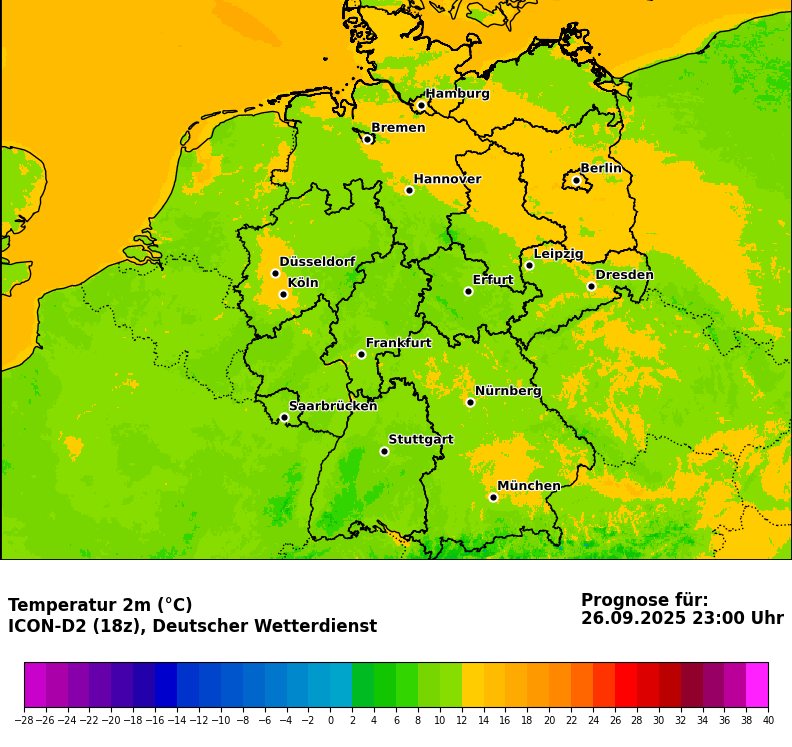 Hamburg
Bremen
Berlin
Hannover
Leipzig
Düsseldorf
Dresden
Köln
Erfurt
Frankfurt
Nürnberg
Saarbrücken
Stuttgart
München
Temperatur 2m (°C)
ICON-D2 (18z), Deutscher Wetterdienst
Prognose für:
26.09.2025 23:00 Uhr
−28 −26 −24 −22 −20 −18 −16 −14 −12 −10 −8 −6 −4 −2 0 2 4 6 8 10 12 14 16 18 20 22 24 26 28 30 32 34 36 38 40